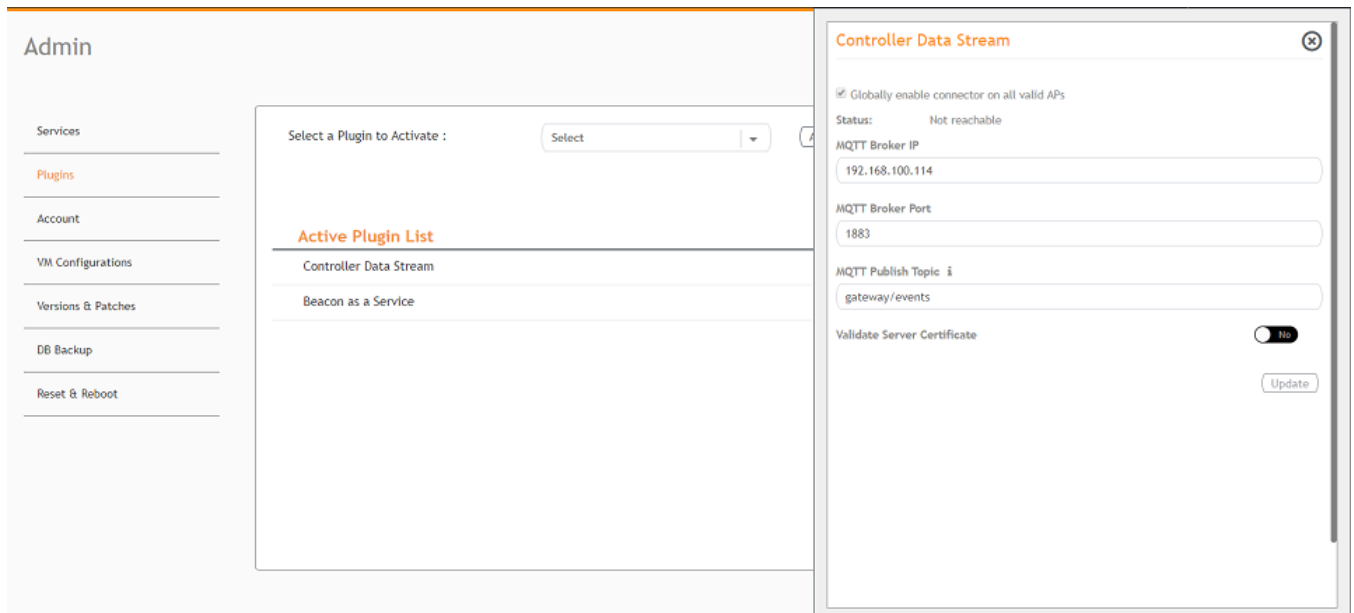 Admin
Services
Plugins
Account
VM Configurations
Versions & Patches
DB Backup
Reset & Reboot
Select a Plugin to Activate :
Select
Active Plugin List
Controller Data Stream
Beacon as a Service
Controller Data Stream
Globally enable connector on all valid APs
Status: Not reachable
MQTT Broker IP
192.168.100.114
MQTT Broker Port
1883
MQTT Publish Topic i
gateway/events
Validate Server Certificate No
Update